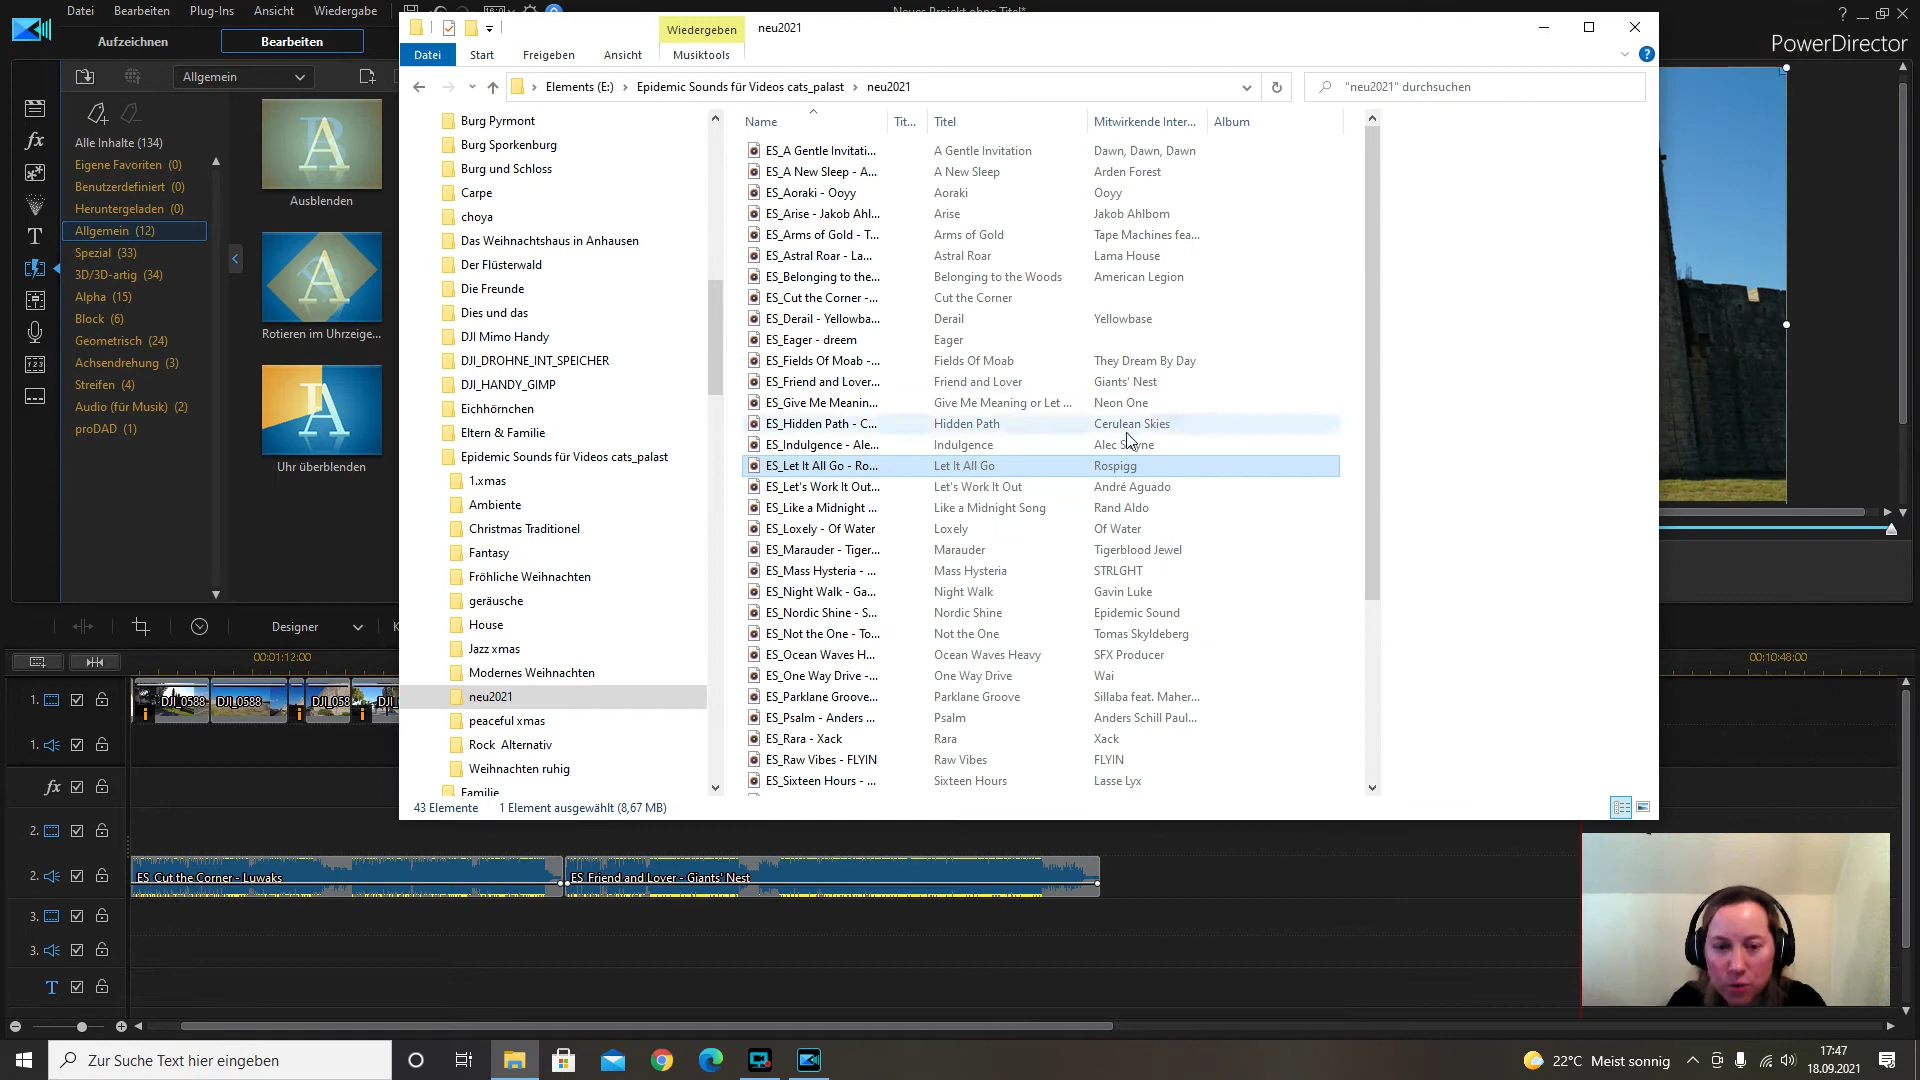 Datei Bearbeiten Plug-Ins Ansicht Wiedergabe
Neues Projekt ohne Titel*
Aufzeichnen
Bearbeiten
PowerDirector
Allgemein
Alle Inhalte (134)
Eigene Favoriten (0)
Benutzerdefiniert (0)
Heruntergeladen (0)
Allgemein (12)
Spezial (33)
3D/3D-artig (34)
Alpha (15)
Block (6)
Geometrisch (24)
Achsendrehung (3)
Streifen (4)
Audio (für Musik) (2)
proDAD (1)
Ausblenden
Rotieren im Uhrzeige...
Uhr überblenden
Wiedergeben
neu2021
Datei
Start
Freigeben
Ansicht
Musiktools
Elements (E:) › Epidemic Sounds für Videos cats_palast › neu2021
"neu2021" durchsuchen
Burg Pyrmont
Burg Sporkenburg
Burg und Schloss
Carpe
choya
Das Weihnachtshaus in Anhausen
Der Flüsterwald
Die Freunde
Dies und das
DJI Mimo Handy
DJI_DROHNE_INT_SPEICHER
DJI_HANDY_GIMP
Eichhörnchen
Eltern & Familie
Epidemic Sounds für Videos cats_palast
1.xmas
Ambiente
Christmas Traditionel
Fantasy
Fröhliche Weihnachten
geräusche
House
Jazz xmas
Modernes Weihnachten
neu2021
peaceful xmas
Rock Alternativ
Weihnachten ruhig
Familie
Name Tit... Titel Mitwirkende Inter... Album
ES_A Gentle Invitati... A Gentle Invitation Dawn, Dawn, Dawn
ES_A New Sleep - A... A New Sleep Arden Forest
ES_Aoraki - Ooyy Aoraki Ooyy
ES_Arise - Jakob Ahl... Arise Jakob Ahlbom
ES_Arms of Gold - T... Arms of Gold Tape Machines fea...
ES_Astral Roar - La... Astral Roar Lama House
ES_Belonging to the... Belonging to the Woods American Legion
ES_Cut the Corner -... Cut the Corner
ES_Derail - Yellowba... Derail Yellowbase
ES_Eager - dreem Eager
ES_Fields Of Moab -... Fields Of Moab They Dream By Day
ES_Friend and Lover... Friend and Lover Giants' Nest
ES_Give Me Meanin... Give Me Meaning or Let ... Neon One
ES_Hidden Path - C... Hidden Path Cerulean Skies
ES_Indulgence - Ale... Indulgence Alec
ES_Let It All Go - Ro... Let It All Go Rospigg
ES_Let's Work It Out... Let's Work It Out André Aguado
ES_Like a Midnight ... Like a Midnight Song Rand Aldo
ES_Loxely - Of Water Loxely Of Water
ES_Marauder - Tiger... Marauder Tigerblood Jewel
ES_Mass Hysteria - ... Mass Hysteria STRLGHT
ES_Night Walk - Ga... Night Walk Gavin Luke
ES_Nordic Shine - S... Nordic Shine Epidemic Sound
ES_Not the One - To... Not the One Tomas Skyldeberg
ES_Ocean Waves H... Ocean Waves Heavy SFX Producer
ES_One Way Drive -... One Way Drive Wai
ES_Parklane Groove... Parklane Groove Sillaba feat. Maher...
ES_Psalm - Anders ... Psalm Anders Schill Paul...
ES_Rara - Xack Rara Xack
ES_Raw Vibes - FLYIN Raw Vibes FLYIN
ES_Sixteen Hours - ... Sixteen Hours Lasse Lyx
43 Elemente 1 Element ausgewählt (8,67 MB)
Designer
K
00:01:12:00
00:10:48:00
1.
DJI_0588
DJI_0588
DJI_058
DJI
1.
fx
2.
2.
ES_Cut the Corner - Luwaks
ES_Friend and Lover - Giants' Nest
3.
3.
T
Zur Suche Text hier eingeben
22°C Meist sonnig
17:47
18.09.2021